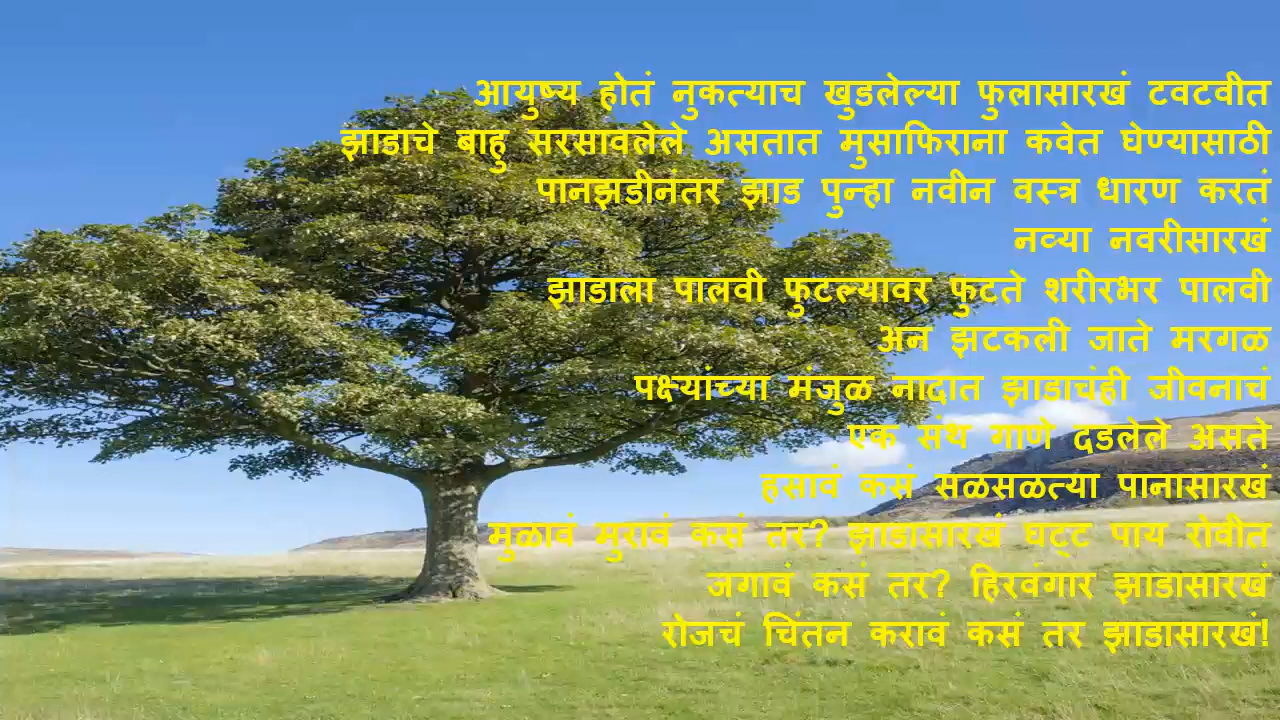 आयुष्य होतं नुकत्याच खुडलेल्या फुलासारखं टवटवीत
झाडाचे बाहु सरसावलेले असतात मुसाफिराना कवेत घेण्यासाठी
पानझडीनंतर झाड पुन्हा नवीन वस्त्र धारण करतं
नव्या नवरीसारखं
झाडाला पालवी फुटल्यावर फुटते शरीरभर पालवी
अन झटकली जाते मरगळ
पक्ष्यांच्या मंजुळ नादात झाडाचंही जीवनाचं
एक संथ गाणे दडलेले असते
हसावं कसं सळसळत्या पानासारखं
मुळावं मुरावं कसं तर? झाडासारखं घट्ट पाय रोवीत
जगावं कसं तर? हिरवंगार झाडासारखं
रोजचं चिंतन करावं कसं तर झाडासारखं!